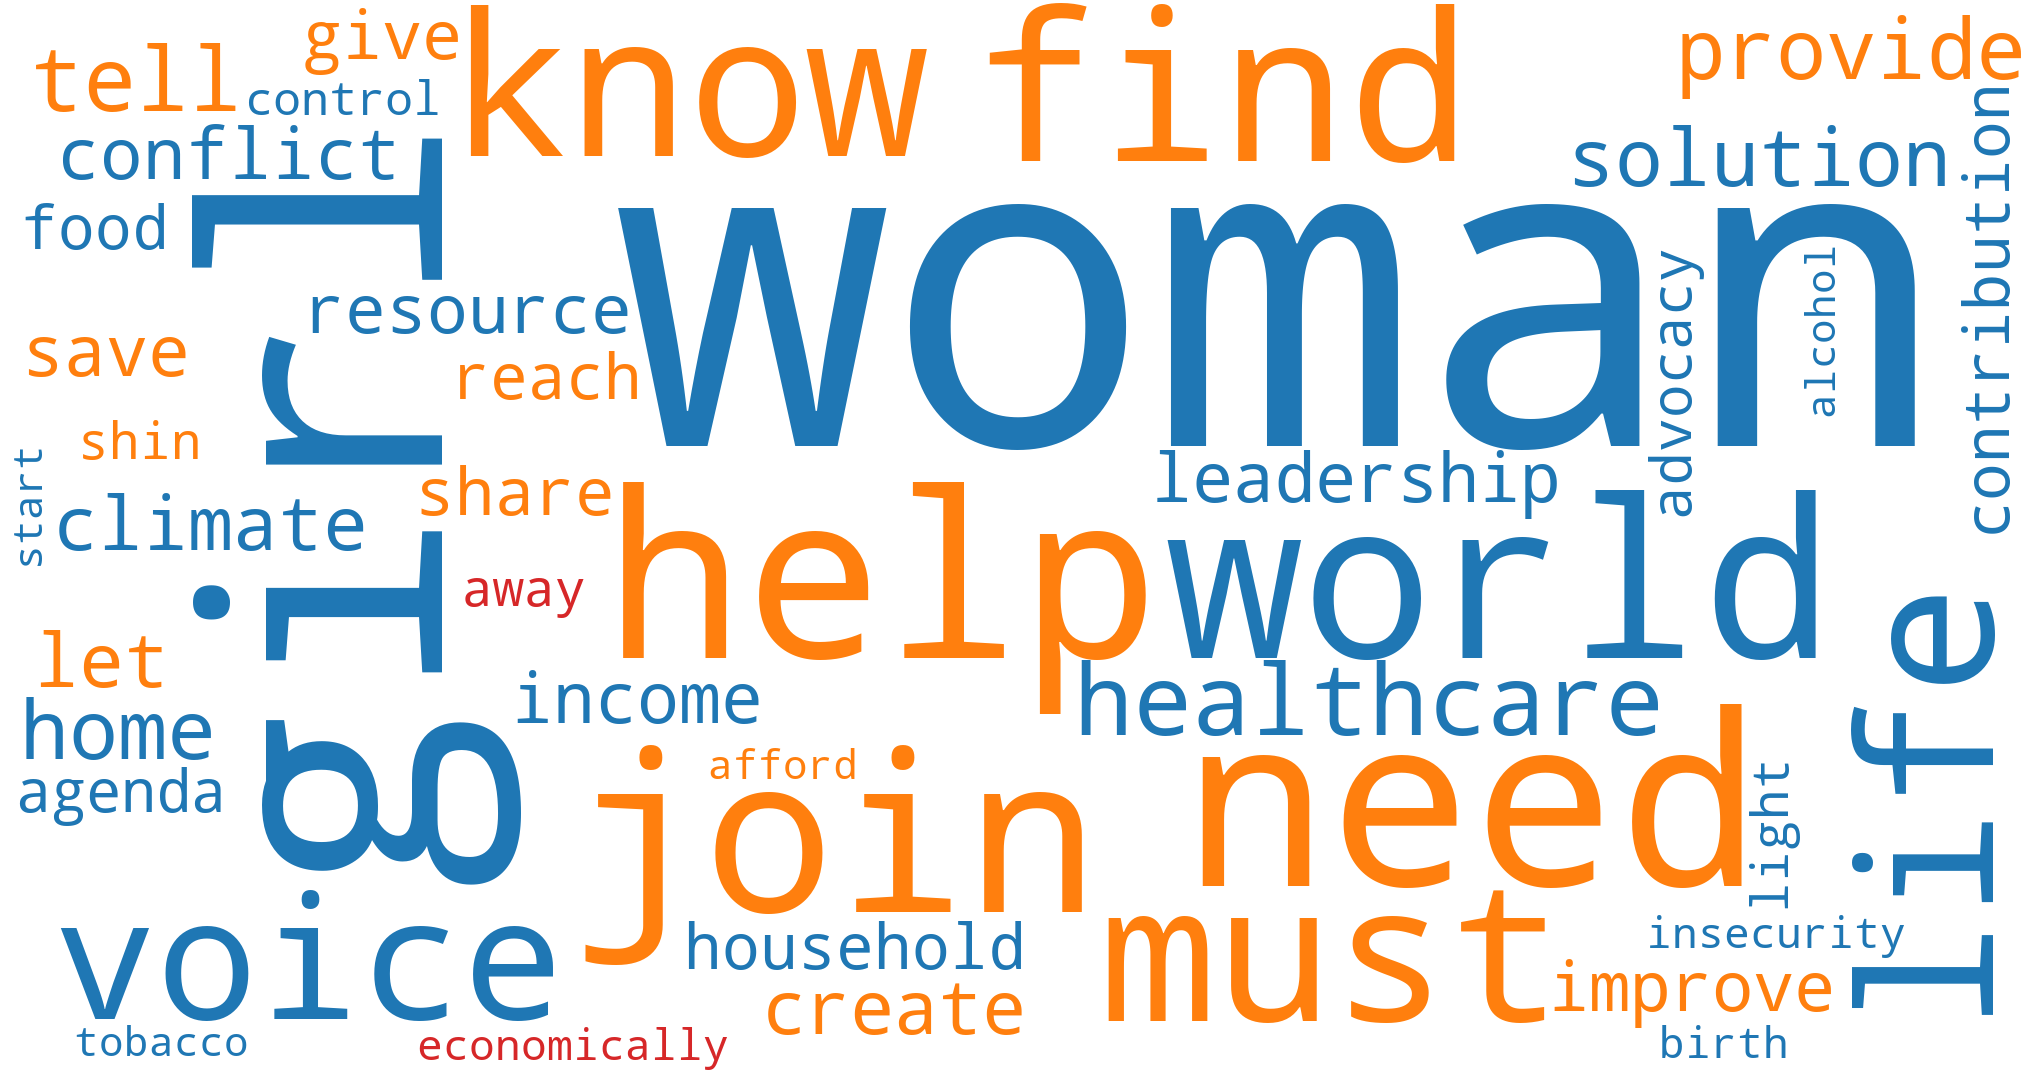 give
know
find
provide
tell
control
conflict
solution
food
girl
woman
contribution
resource
advocacy
alcohol
save
reach
shin
share
leadership
start
climate
help
world
away
let
life
income
healthcare
home
agenda
join
afford
need
light
voice
household
must
insecurity
create
improve
tobacco
economically
birth